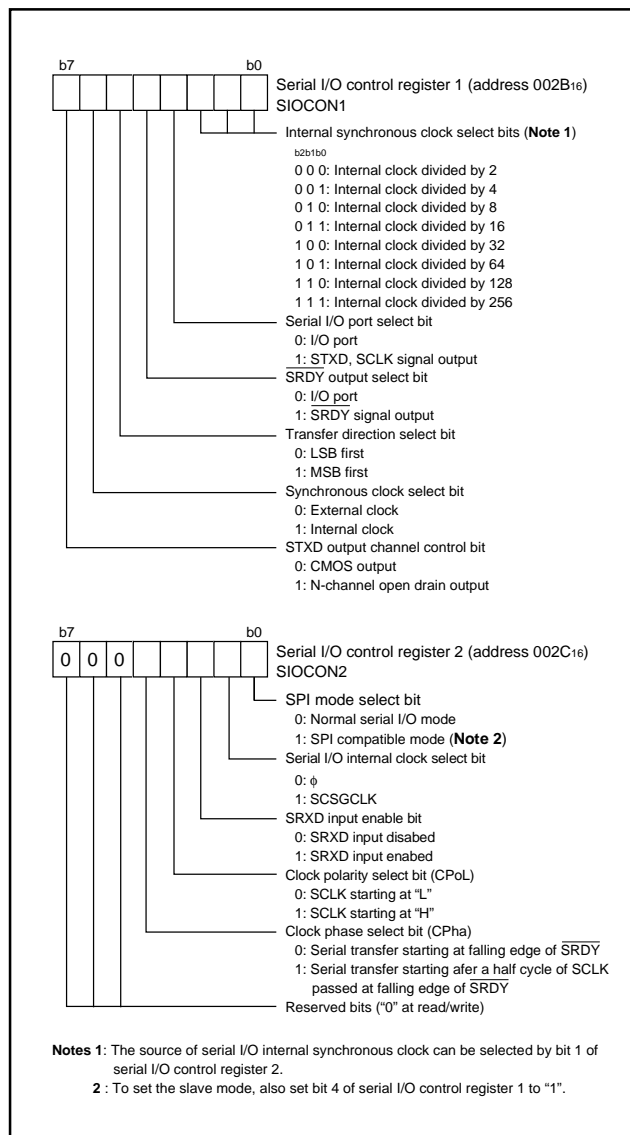 b7 b0
Serial I/O control register 1 (address 002B16)
SIOCON1
Internal synchronous clock select bits (Note 1)
b2b1b0
0 0 0: Internal clock divided by 2
0 0 1: Internal clock divided by 4
0 1 0: Internal clock divided by 8
0 1 1: Internal clock divided by 16
1 0 0: Internal clock divided by 32
1 0 1: Internal clock divided by 64
1 1 0: Internal clock divided by 128
1 1 1: Internal clock divided by 256
Serial I/O port select bit
0: I/O port
1: STXD, SCLK signal output
SRDY output select bit
0: I/O port
1: SRDY signal output
Transfer direction select bit
0: LSB first
1: MSB first
Synchronous clock select bit
0: External clock
1: Internal clock
STXD output channel control bit
0: CMOS output
1: N-channel open drain output
b7 b0
0 0 0
Serial I/O control register 2 (address 002C16)
SIOCON2
SPI mode select bit
0: Normal serial I/O mode
1: SPI compatible mode (Note 2)
Serial I/O internal clock select bit
0: ϕ
1: SCSGCLK
SRXD input enable bit
0: SRXD input disabed
1: SRXD input enabed
Clock polarity select bit (CPoL)
0: SCLK starting at “L”
1: SCLK starting at “H”
Clock phase select bit (CPha)
0: Serial transfer starting at falling edge of SRDY
1: Serial transfer starting afer a half cycle of SCLK
passed at falling edge of SRDY
Reserved bits (“0” at read/write)
Notes 1: The source of serial I/O internal synchronous clock can be selected by bit 1 of
serial I/O control register 2.
2 : To set the slave mode, also set bit 4 of serial I/O control register 1 to “1”.